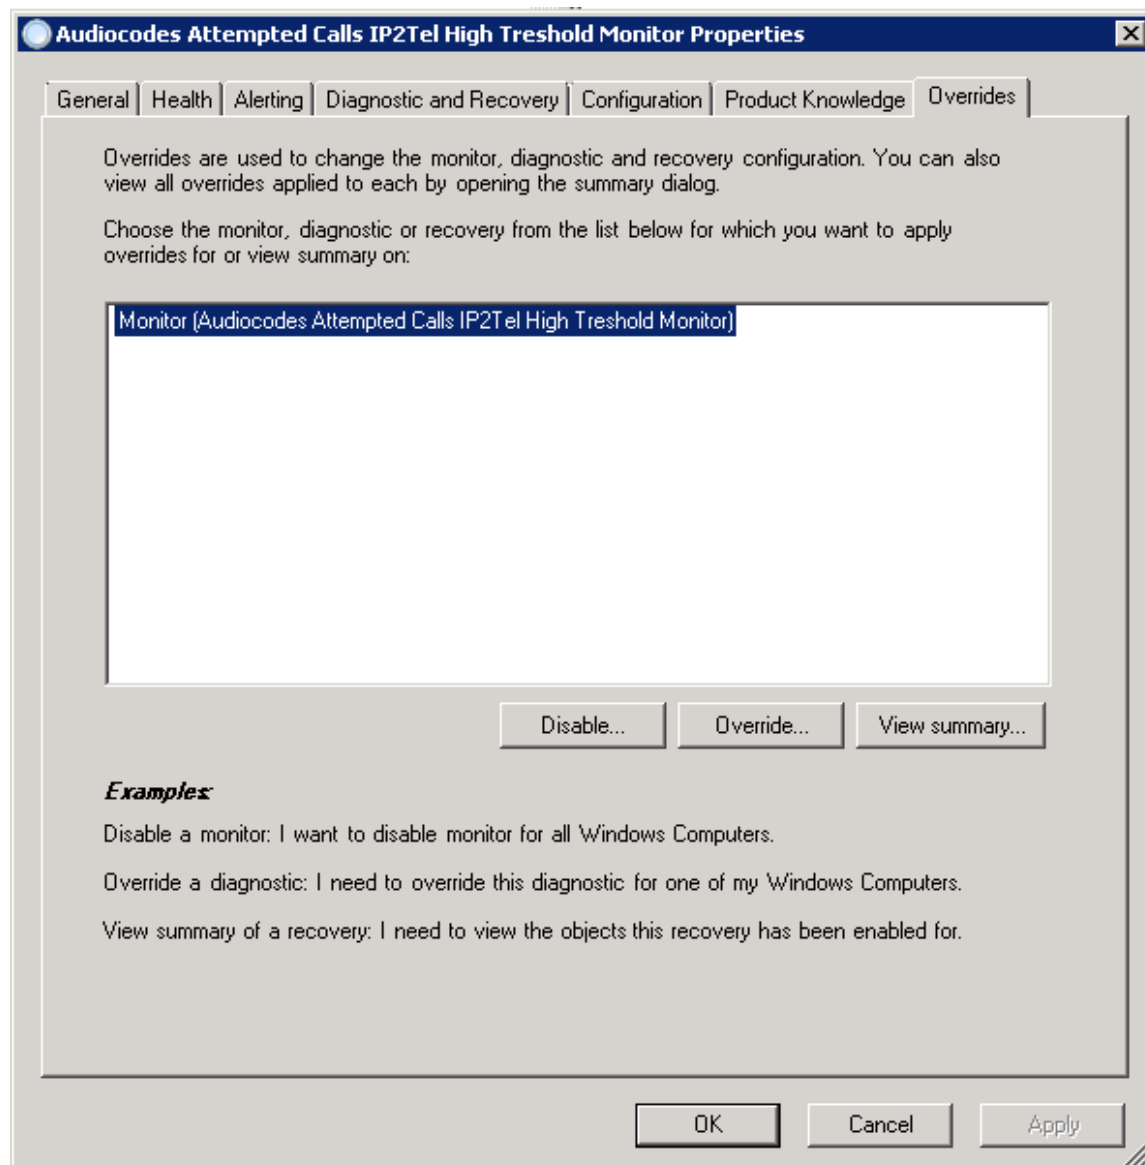 Audiocodes Attempted Calls IP2Tel High Treshold Monitor Properties
General Health Alerting Diagnostic and Recovery Configuration Product Knowledge Overrides
Overrides are used to change the monitor, diagnostic and recovery configuration. You can also
view all overrides applied to each by opening the summary dialog.
Choose the monitor, diagnostic or recovery from the list below for which you want to apply
overrides for or view summary on:
Monitor (Audiocodes Attempted Calls IP2Tel High Treshold Monitor)
Disable... Override... View summary...
Examples:
Disable a monitor: I want to disable monitor for all Windows Computers.
Override a diagnostic: I need to override this diagnostic for one of my Windows Computers.
View summary of a recovery: I need to view the objects this recovery has been enabled for.
OK Cancel Apply